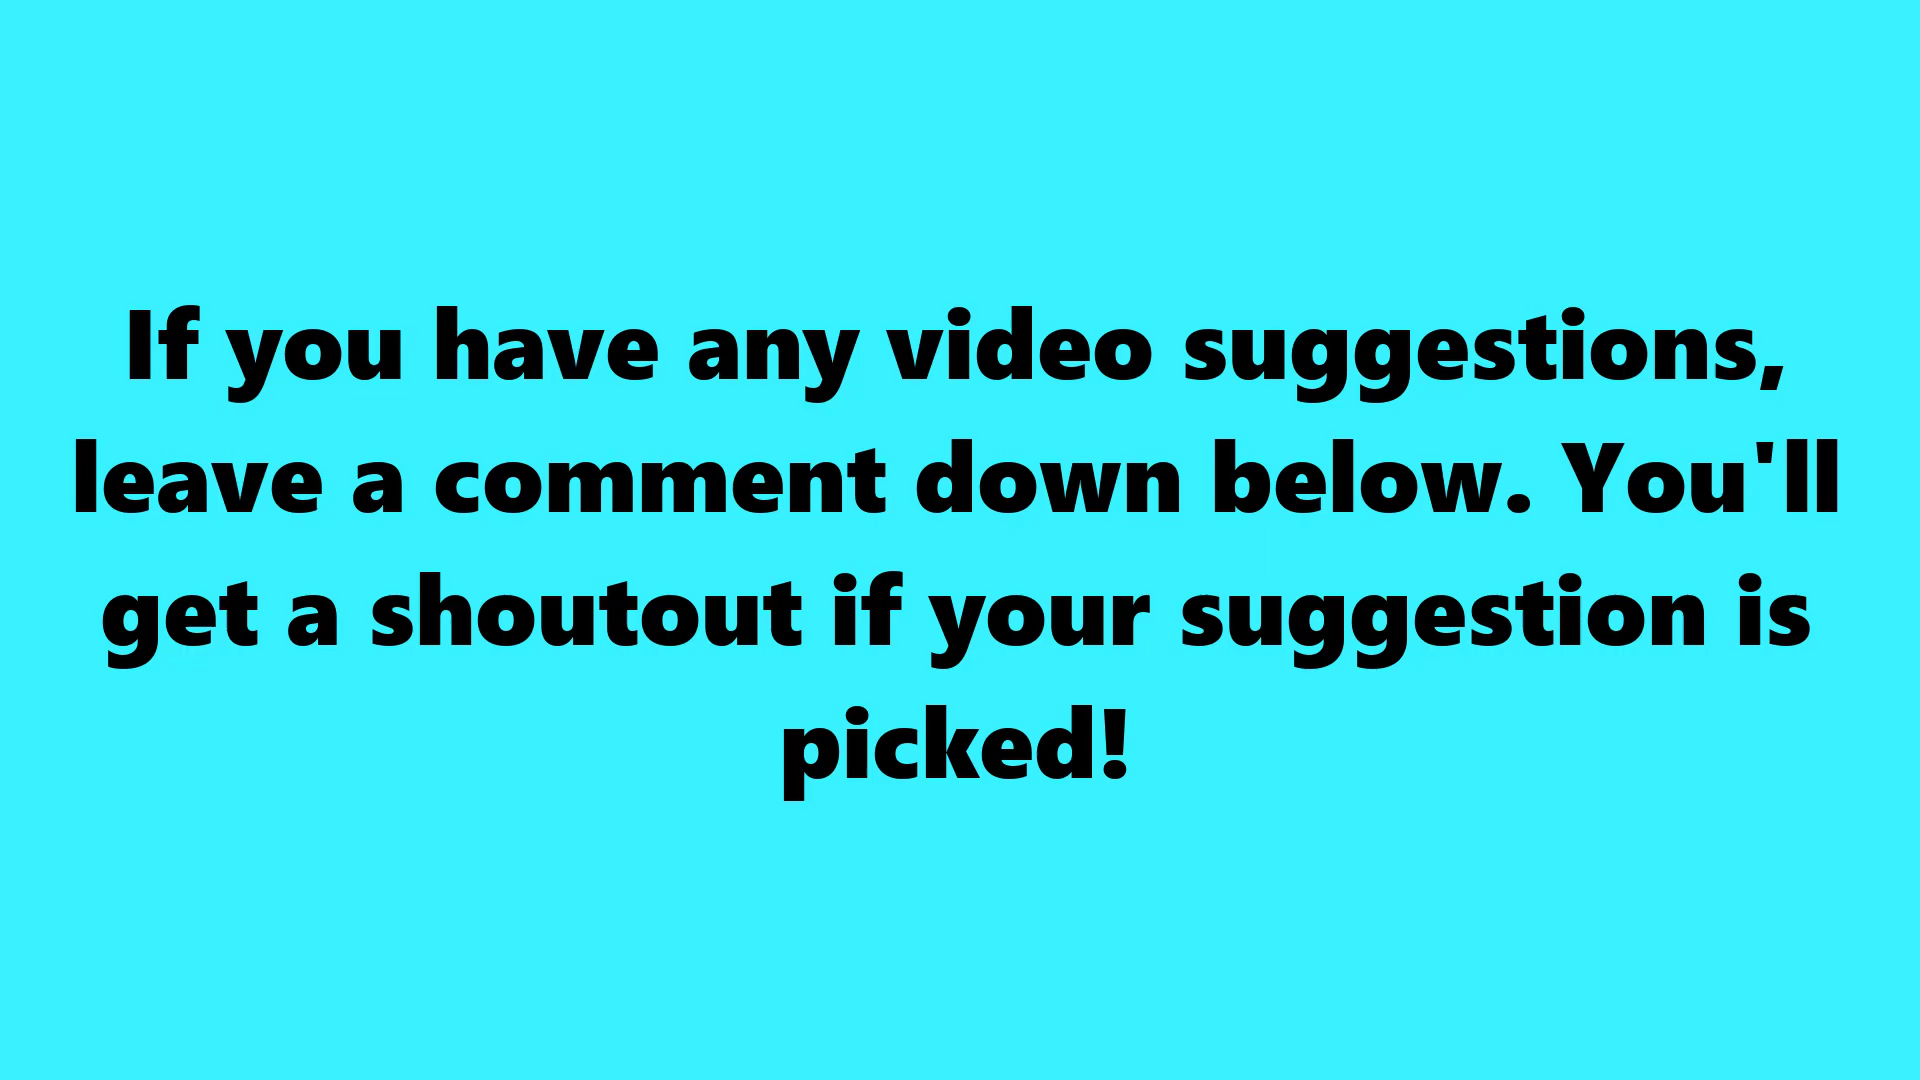 If you have any video suggestions,
leave a comment down below. You'll
get a shoutout if your suggestion is
picked!